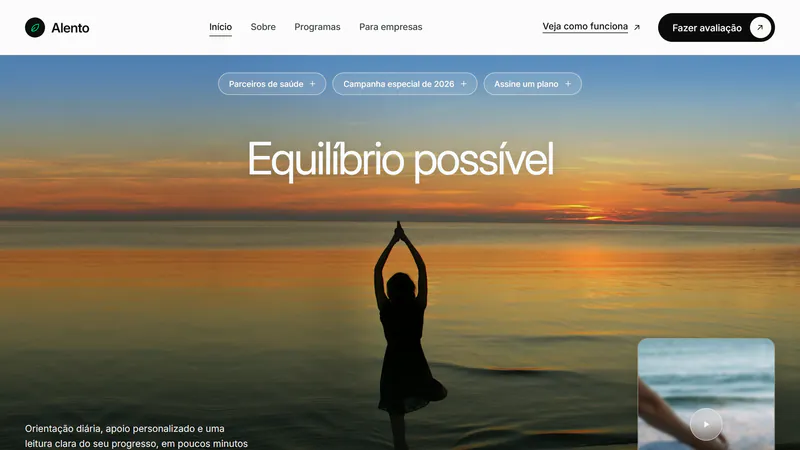 Alento
Início
Sobre
Programas
Para empresas
Veja como funciona
Fazer avaliação
Parceiros de saúde +
Campanha especial de 2026 +
Assine um plano +
Equilíbrio possível
Orientação diária, apoio personalizado e uma
leitura clara do seu progresso, em poucos minutos